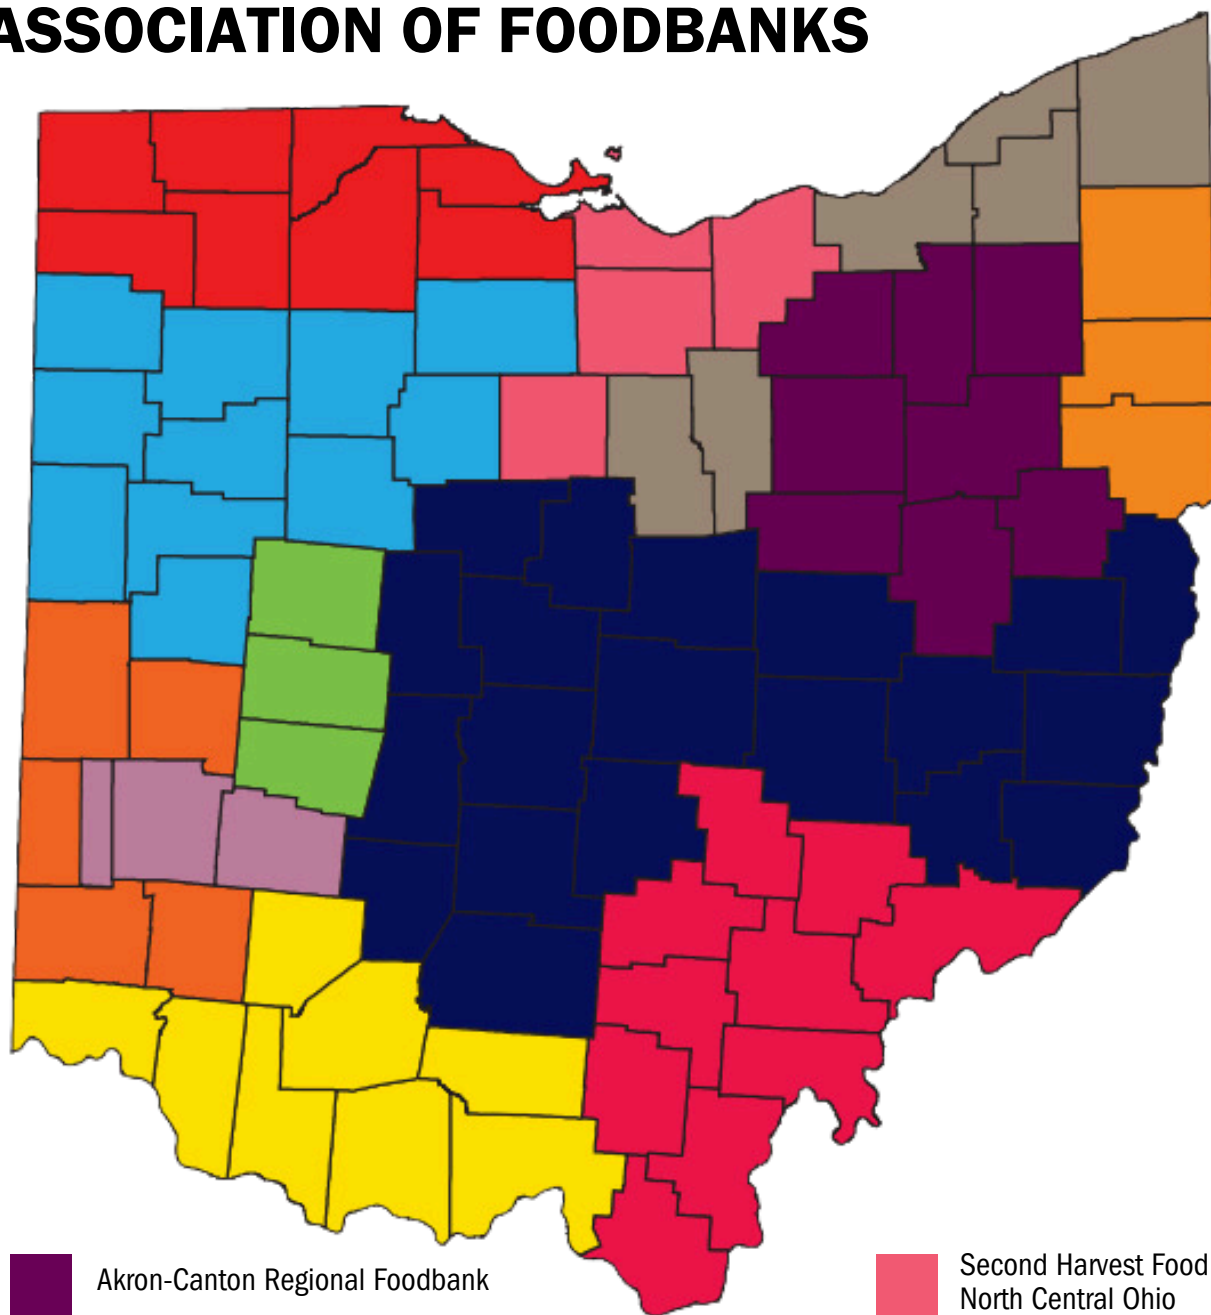 ASSOCIATION OF FOODBANKS
Akron-Canton Regional Foodbank
Second Harvest Food
North Central Ohio